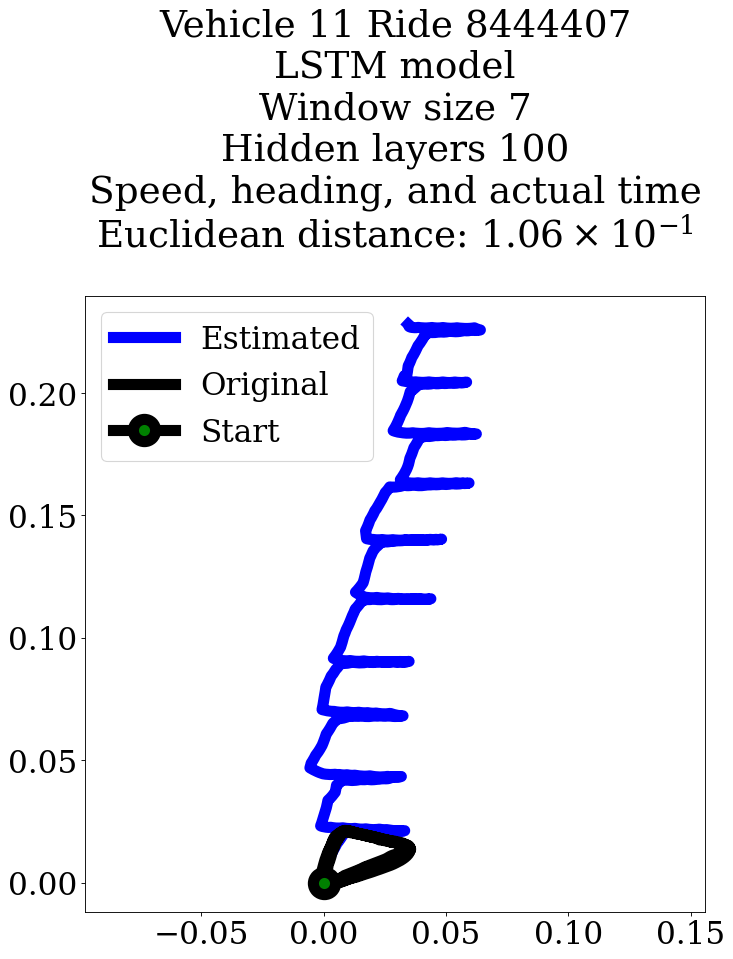 Vehicle 11 Ride 8444407
LSTM model
Window size 7
Hidden layers 100
Speed, heading, and actual time
Euclidean distance: 1.06 × 10⁻¹
Estimated
Original
Start
0.20
0.15
0.10
0.05
0.00
−0.05 0.00 0.05 0.10 0.15